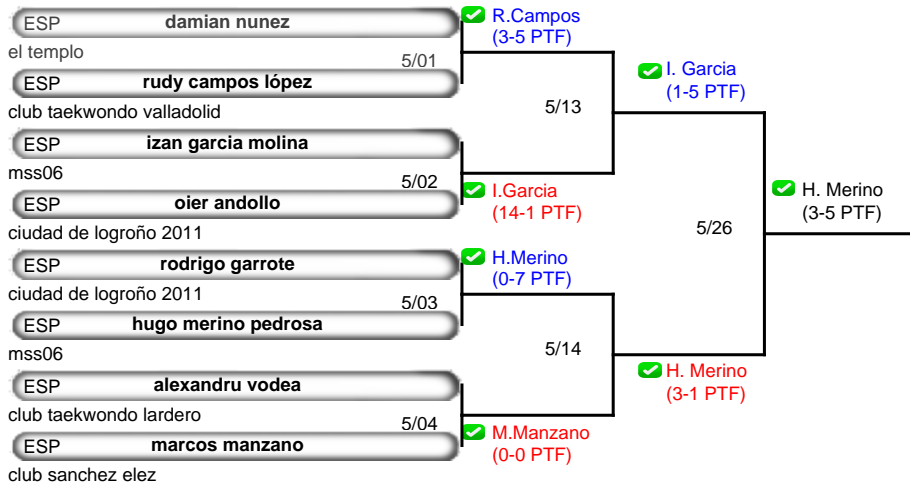 ESP damian nunez
el templo
5/01
ESP rudy campos lópez
club taekwondo valladolid
R.Campos
(3-5 PTF)
ESP izan garcia molina
mss06
5/02
ESP oier andollo
ciudad de logroño 2011
I.Garcia
(14-1 PTF)
5/13
I. Garcia
(1-5 PTF)
ESP rodrigo garrote
ciudad de logroño 2011
5/03
ESP hugo merino pedrosa
mss06
H.Merino
(0-7 PTF)
ESP alexandru vodea
club taekwondo lardero
5/04
ESP marcos manzano
club sanchez elez
M.Manzano
(0-0 PTF)
5/14
H. Merino
(3-1 PTF)
5/26
H. Merino
(3-5 PTF)